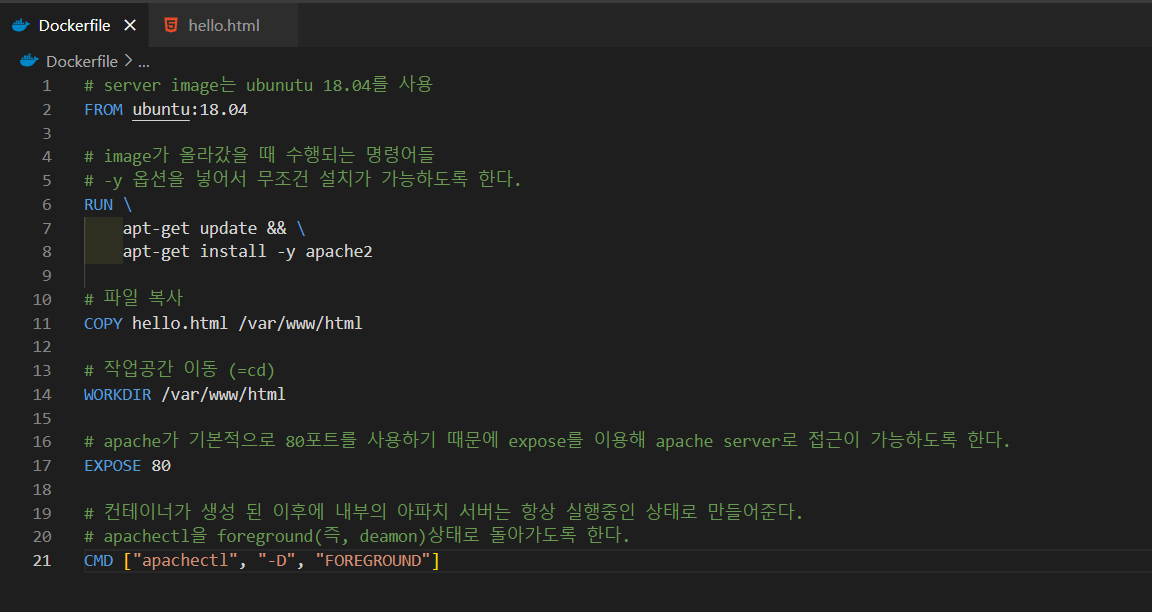 Dockerfile × hello.html
Dockerfile > ...
1 # server image는 ubunutu 18.04를 사용
2 FROM ubuntu:18.04
3
4 # image가 올라갔을 때 수행되는 명령어들
5 # -y 옵션을 넣어서 무조건 설치가 가능하도록 한다.
6 RUN \
7 apt-get update && \
8 apt-get install -y apache2
9
10 # 파일 복사
11 COPY hello.html /var/www/html
12
13 # 작업공간 이동 (=cd)
14 WORKDIR /var/www/html
15
16 # apache가 기본적으로 80포트를 사용하기 때문에 expose를 이용해 apache server로 접근이 가능하도록 한다.
17 EXPOSE 80
18
19 # 컨테이너가 생성 된 이후에 내부의 아파치 서버는 항상 실행중인 상태로 만들어준다.
20 # apachectl을 foreground(즉, deamon)상태로 돌아가도록 한다.
21 CMD ["apachectl", "-D", "FOREGROUND"]